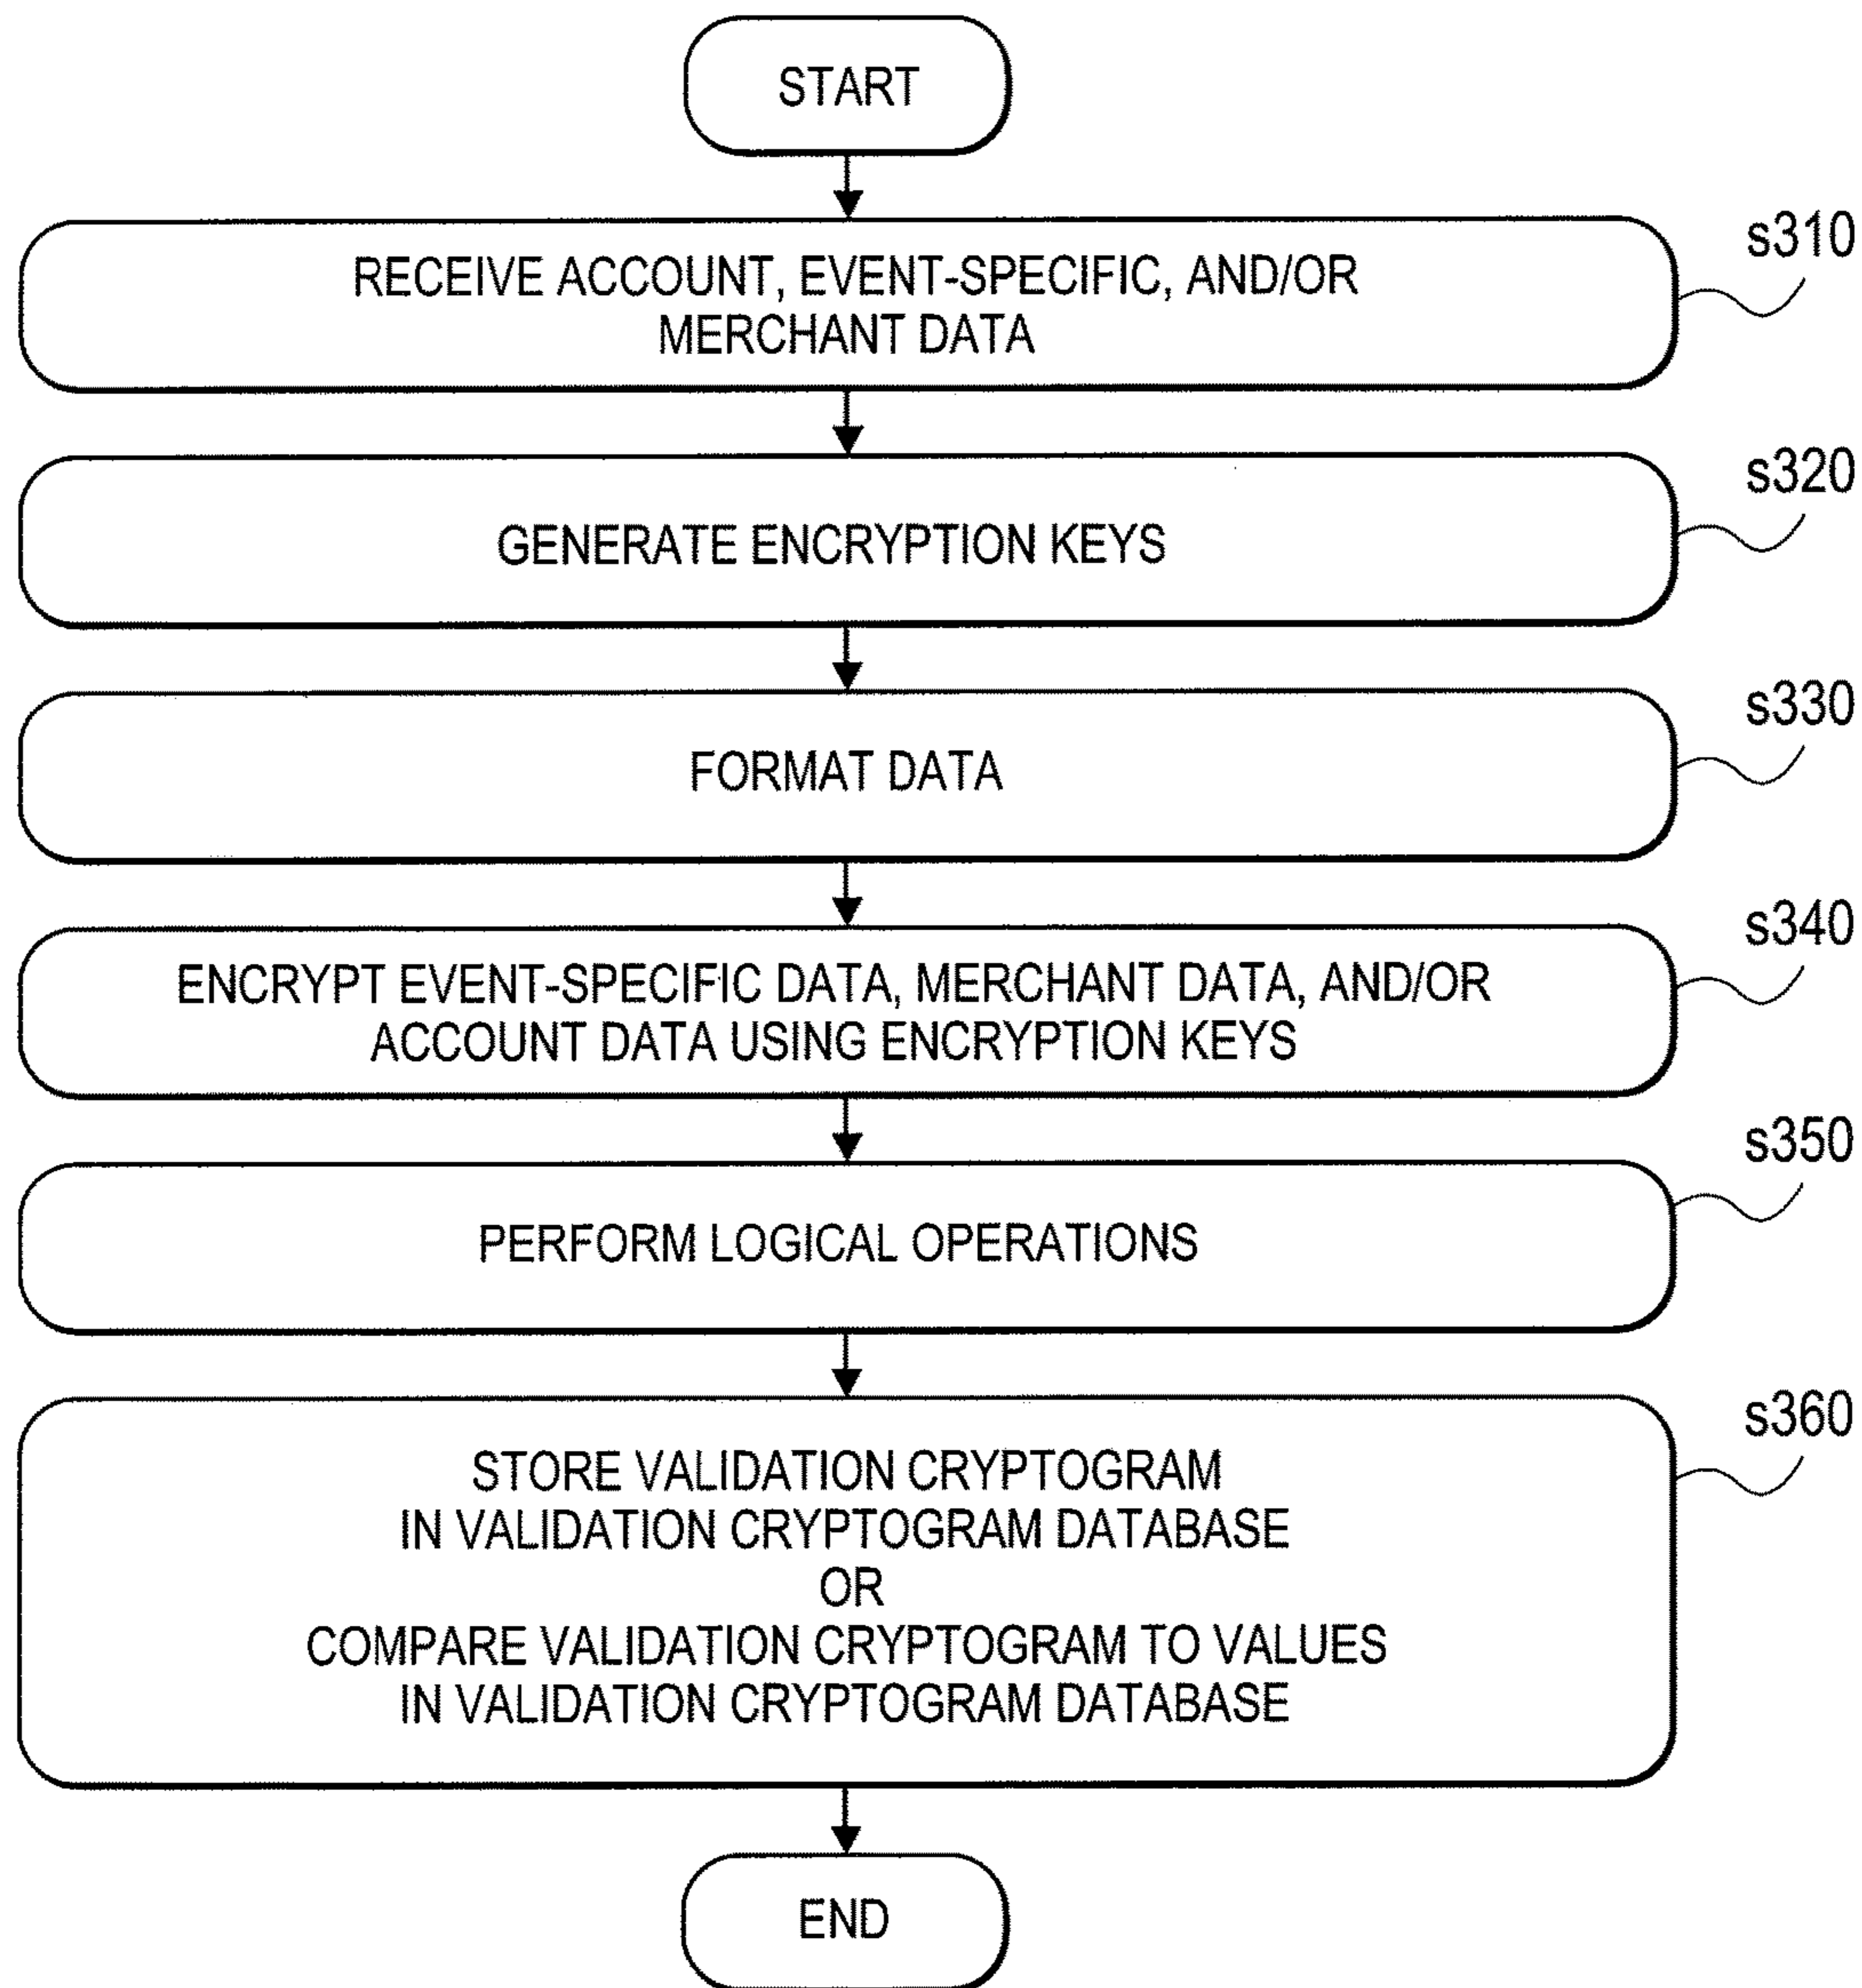 START
s310
RECEIVE ACCOUNT, EVENT-SPECIFIC, AND/OR
MERCHANT DATA
s320
GENERATE ENCRYPTION KEYS
s330
FORMAT DATA
s340
ENCRYPT EVENT-SPECIFIC DATA, MERCHANT DATA, AND/OR
ACCOUNT DATA USING ENCRYPTION KEYS
s350
PERFORM LOGICAL OPERATIONS
s360
STORE VALIDATION CRYPTOGRAM
IN VALIDATION CRYPTOGRAM DATABASE
OR
COMPARE VALIDATION CRYPTOGRAM TO VALUES
IN VALIDATION CRYPTOGRAM DATABASE
END